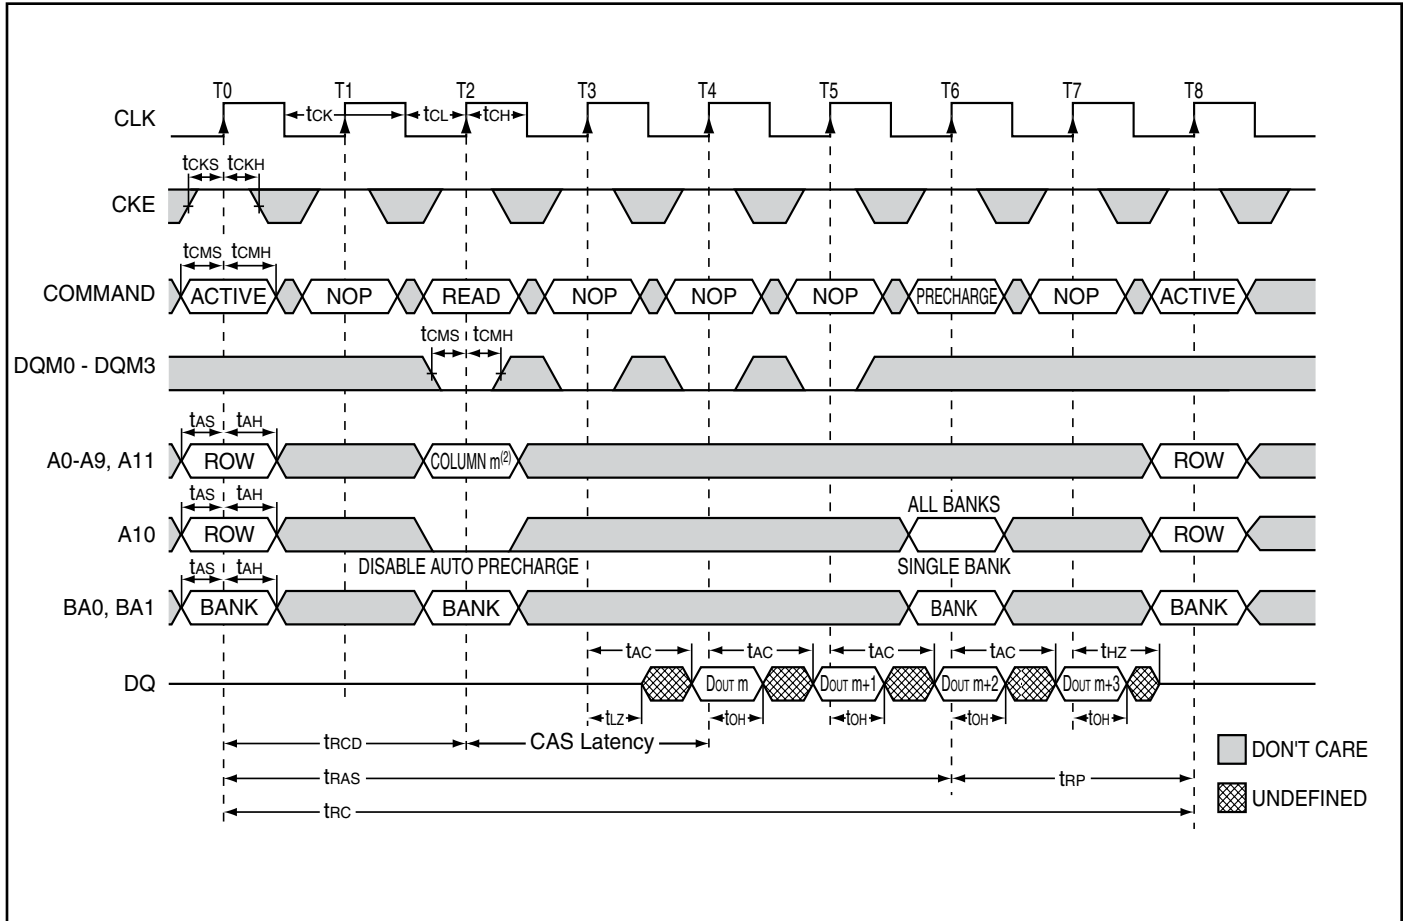 T0 T1 T2 T3 T4 T5 T6 T7 T8
CLK tCK tCL tCH
tCKS tCKH
CKE
tCMS tCMH
COMMAND ACTIVE NOP READ NOP NOP NOP PRECHARGE NOP ACTIVE
tCMS tCMH
DQM0 - DQM3
tAS tAH
A0-A9, A11 ROW COLUMN m(2) ROW
tAS tAH ALL BANKS
A10 ROW ROW
DISABLE AUTO PRECHARGE SINGLE BANK
tAS tAH
BA0, BA1 BANK BANK BANK BANK
tAC tAC tAC tAC tHZ
DQ DOUT m DOUT m+1 DOUT m+2 DOUT m+3
tLZ tOH tOH tOH tOH
tRCD CAS Latency
DON'T CARE
tRAS tRP
UNDEFINED
tRC